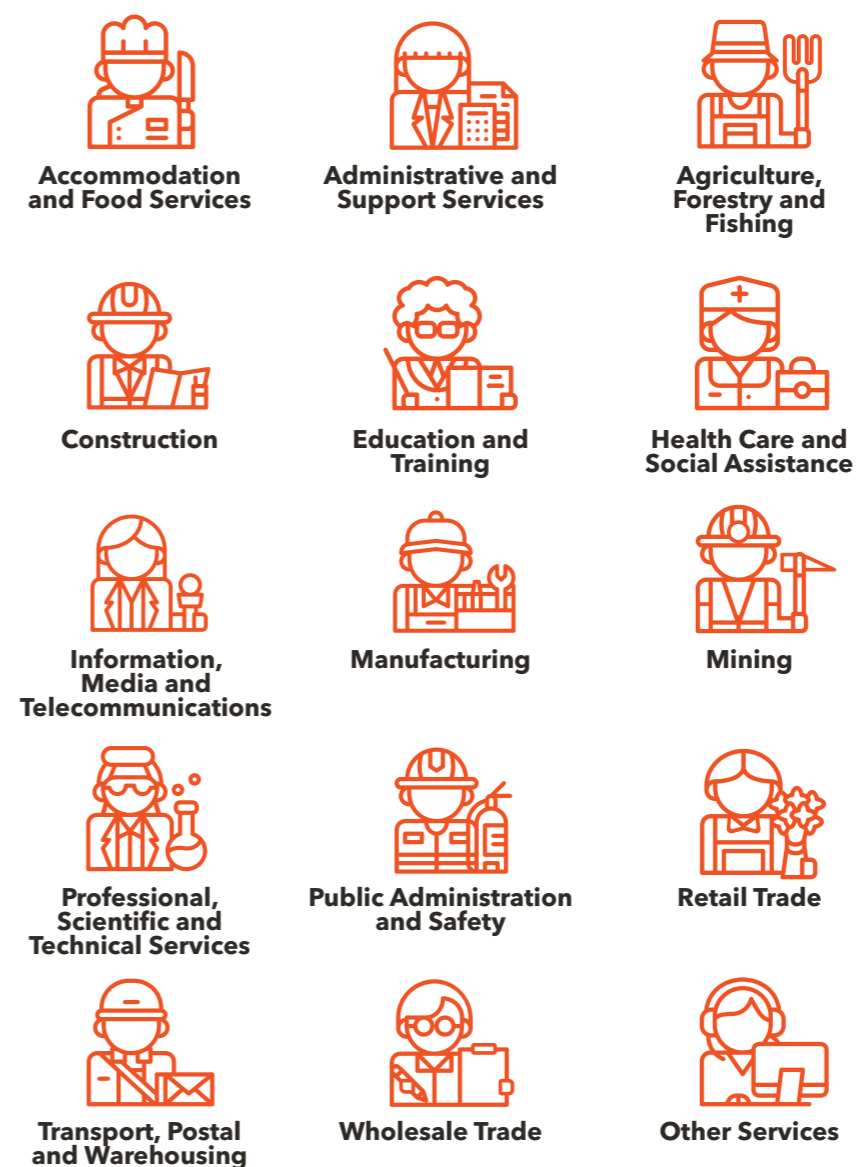 Accommodation
and Food Services
Administrative and
Support Services
Agriculture,
Forestry and
Fishing
Construction
Education and
Training
Health Care and
Social Assistance
Information,
Media and
Telecommunications
Manufacturing
Mining
Professional,
Scientific and
Technical Services
Public Administration
and Safety
Retail Trade
Transport, Postal
and Warehousing
Wholesale Trade
Other Services